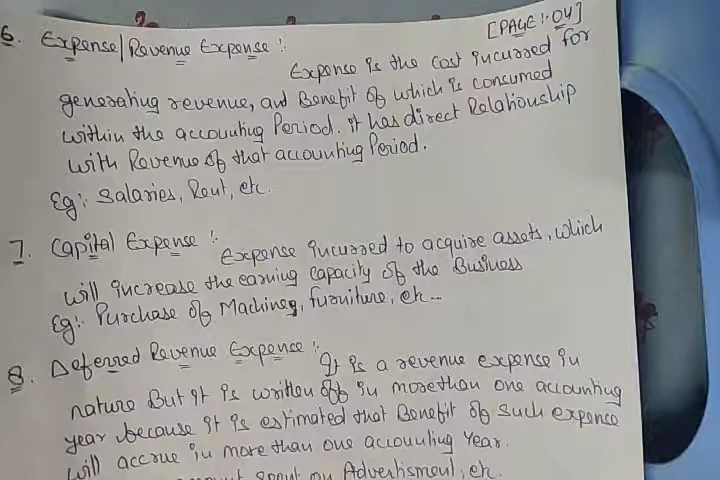 [PAGE:-04]
6. Expense/Revenue Expense :-
Expense is the cost incurred for
generating revenue, and Benefit of which is consumed
within the accounting Period. it has direct Relationship
with Revenue of that accounting Period.
Eg:- Salaries, Rent, etc.
7. Capital Expense :-
Expense incurred to acquire assets, which
will increase the earning capacity of the Business
Eg:- Purchase of Machines, furniture, etc...
8. Deferred Revenue Expense :-
It is a revenue expense in
nature But it is written off in more than one accounting
year because it is estimated that Benefit of such expense
will accrue in more than one accounting year.
spent on Advertisment, etc.